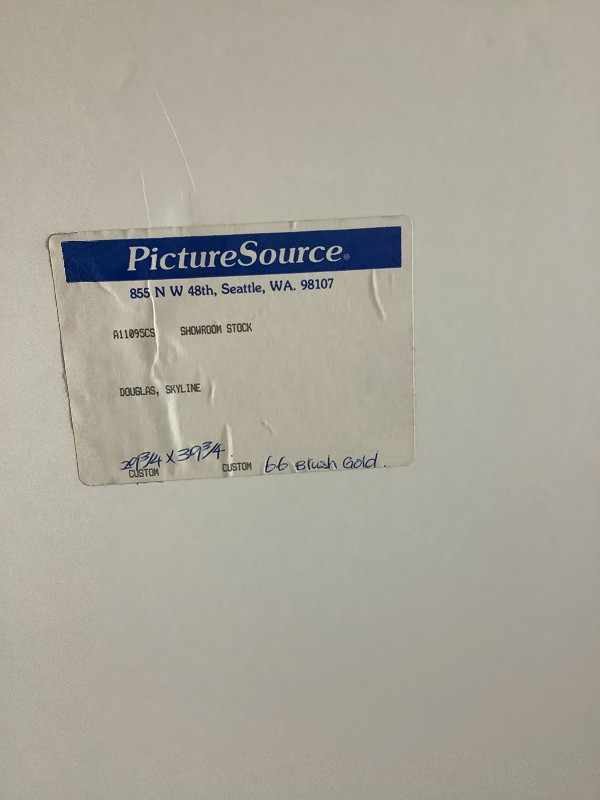 PictureSource®
855 N W 48th, Seattle, WA. 98107
A11095CS SHOWROOM STOCK
DOUGLAS, SKYLINE
29 3/4 X 39 3/4
CUSTOM CUSTOM 66 Brush Gold.